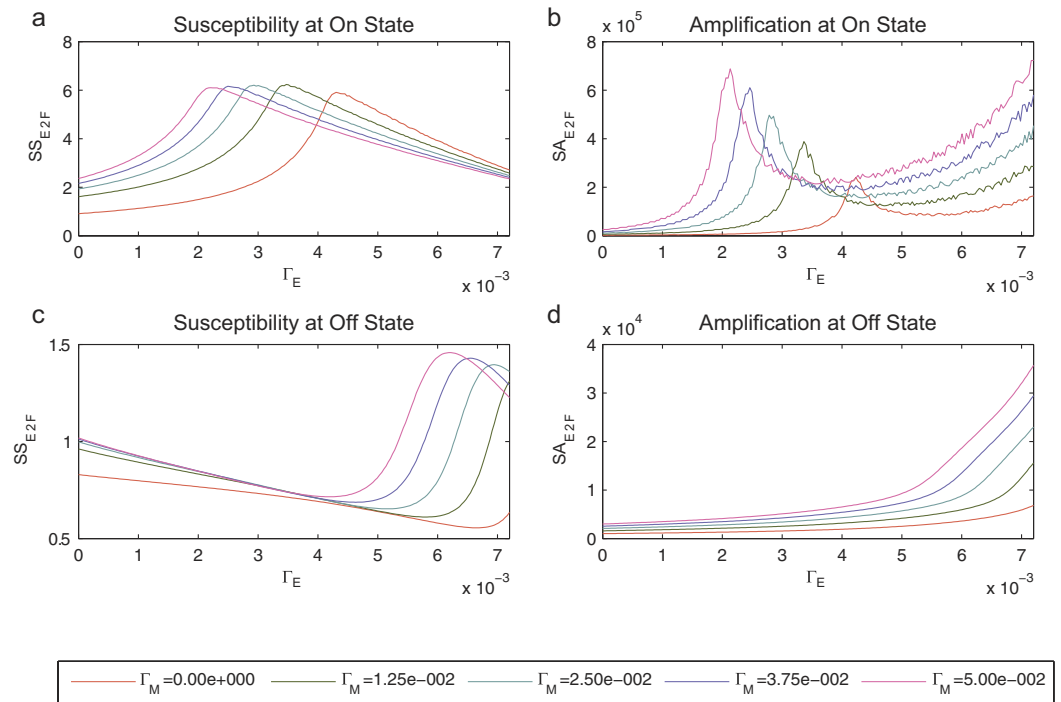 a Susceptibility at On State
8
6
4
2
0
SS_E2F
0 1 2 3 4 5 6 7
Γ_E
x 10^−3
b Amplification at On State
x 10^5
8
6
4
2
0
SA_E2F
0 1 2 3 4 5 6 7
Γ_E
x 10^−3
c Susceptibility at Off State
1.5
1
0.5
SS_E2F
0 1 2 3 4 5 6 7
Γ_E
x 10^−3
d Amplification at Off State
x 10^4
4
3
2
1
0
SA_E2F
0 1 2 3 4 5 6 7
Γ_E
x 10^−3
Γ_M=0.00e+000 Γ_M=1.25e−002 Γ_M=2.50e−002 Γ_M=3.75e−002 Γ_M=5.00e−002